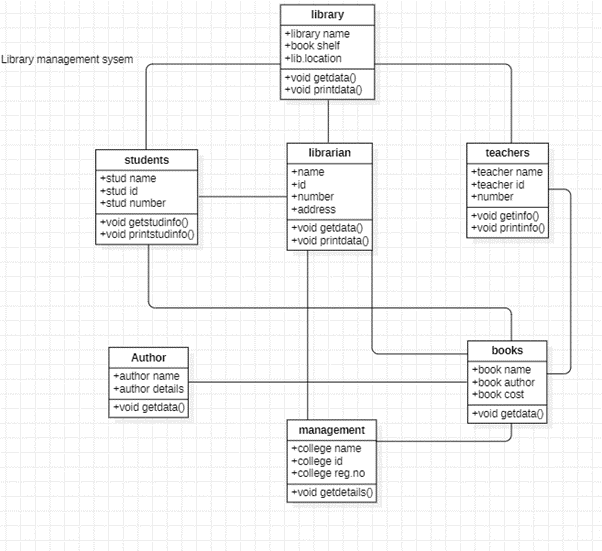 library
+library name
+book shelf
+lib.location
+void getdata()
+void printdata()
Library management sysem
students
+stud name
+stud id
+stud number
+void getstudinfo()
+void printstudinfo()
librarian
+name
+id
+number
+address
+void getdata()
+void printdata()
teachers
+teacher name
+teacher id
+number
+void getinfo()
+void printinfo()
Author
+author name
+author details
+void getdata()
books
+book name
+book author
+book cost
+void getdata()
management
+college name
+college id
+college reg.no
+void getdetails()